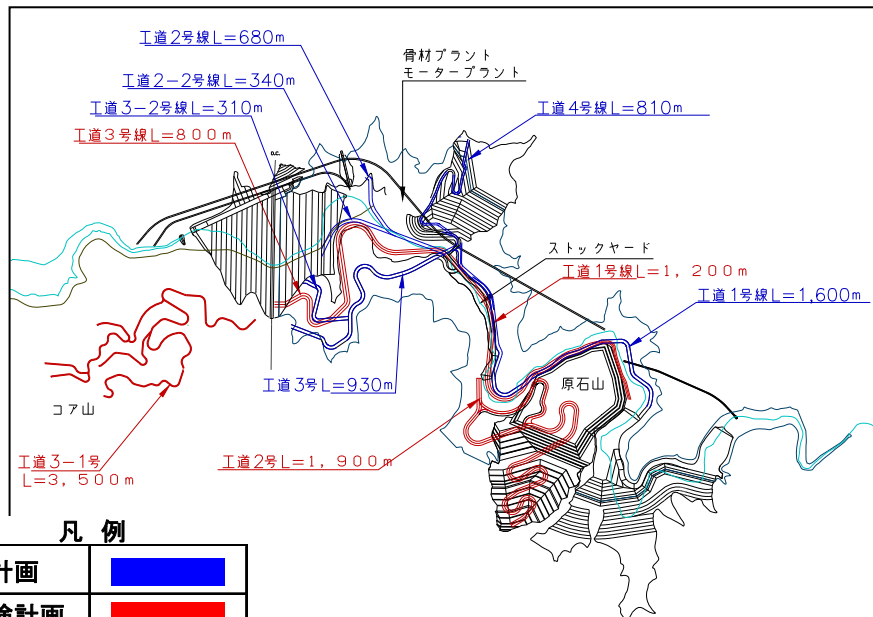 工道2号線L=680m
骨材プラント
モータープラント
工道2-2号線L=340m
工道3-2号線L=310m
工道4号線L=810m
工道3号線L=800m
D.C.
ストックヤード
工道1号線L=1,200m
工道1号線L=1,600m
工道3号L=930m
原石山
コア山
工道3-1号
L=3,500m
工道2号L=1,900m
凡 例
計画